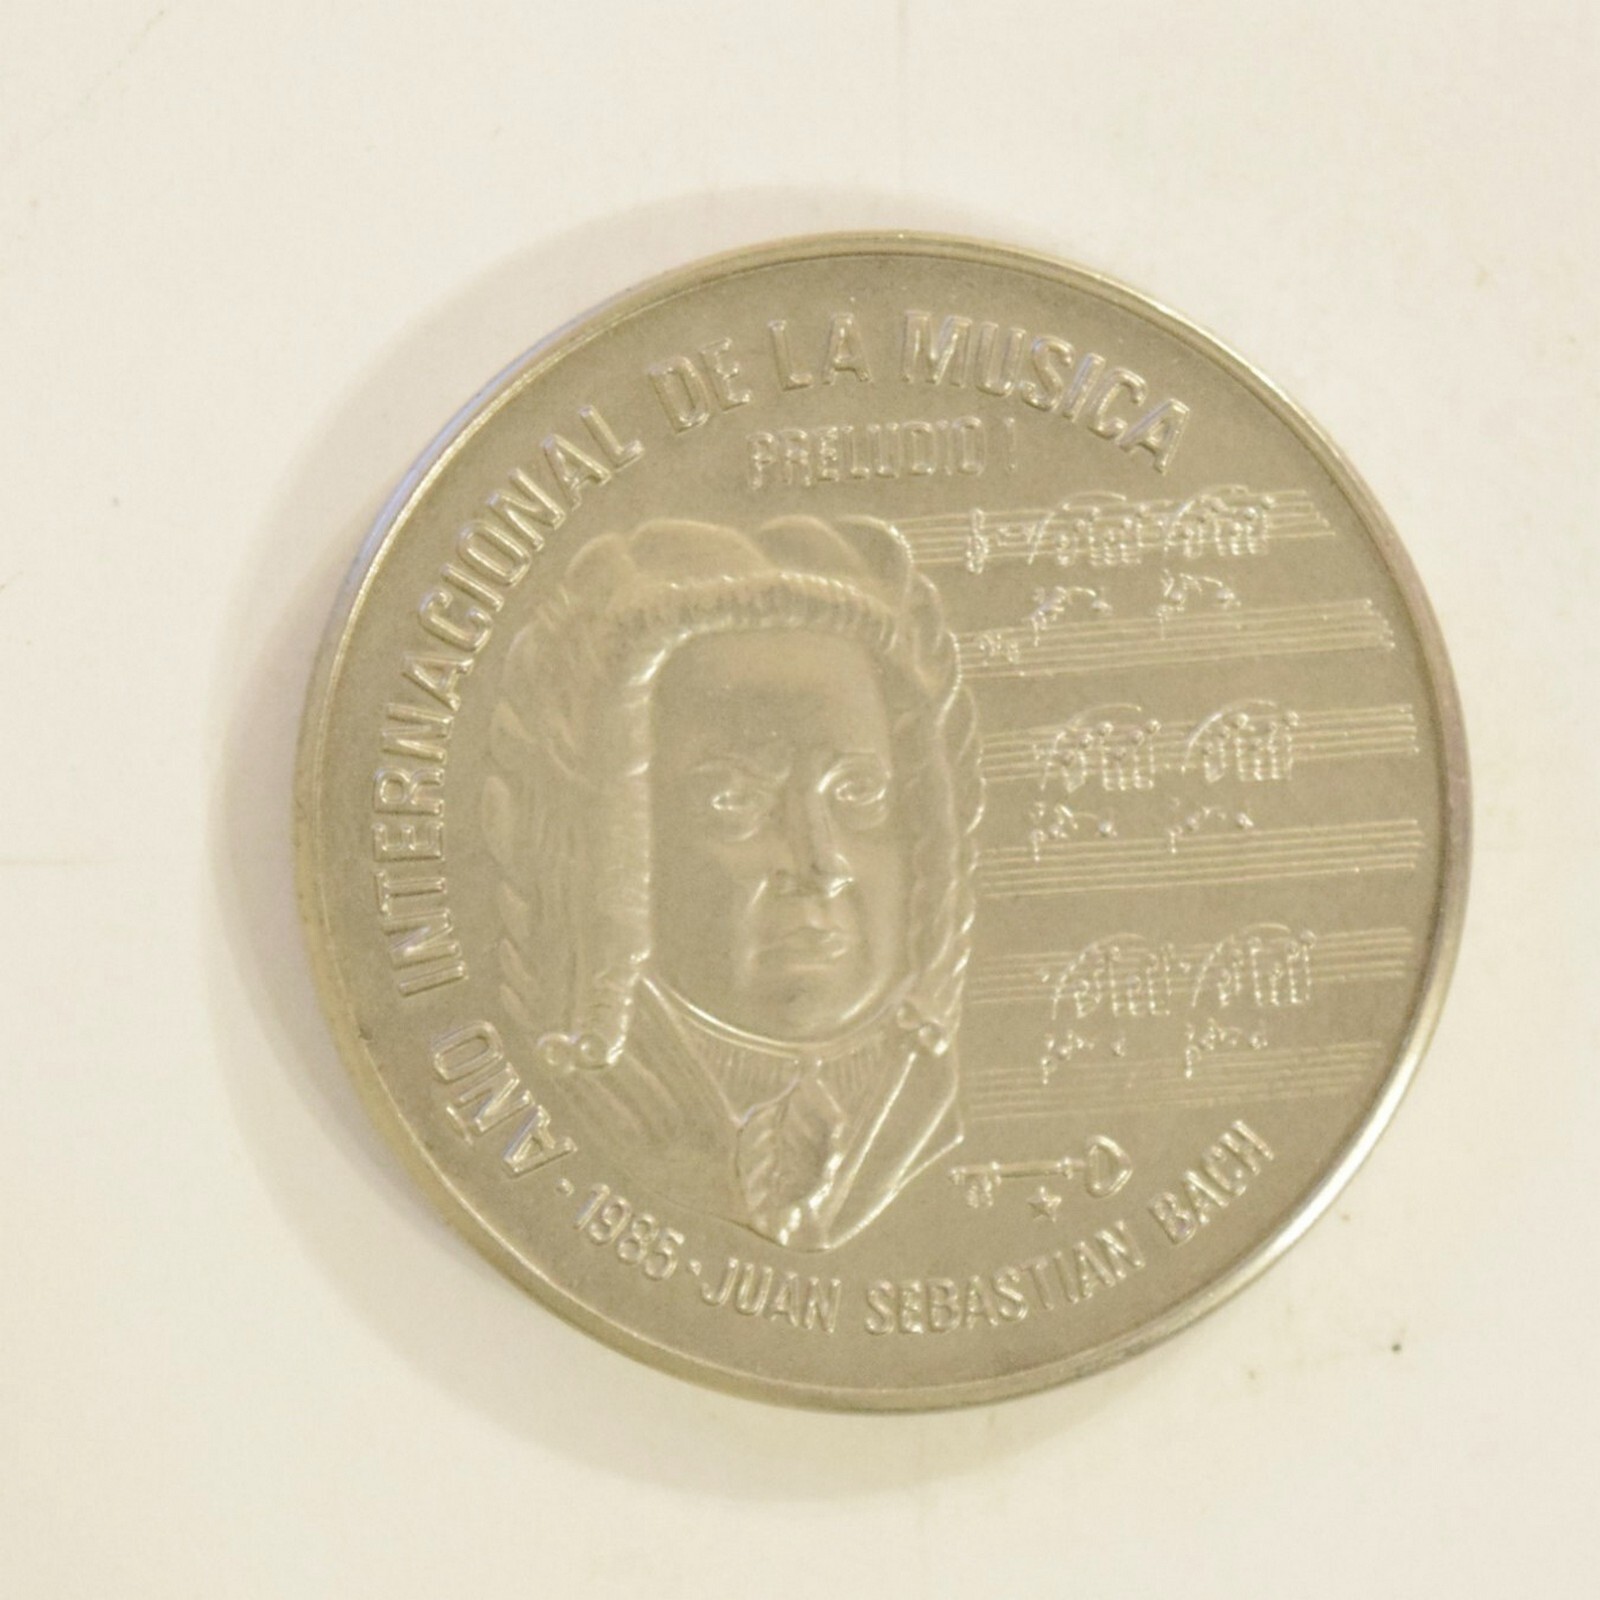 AÑO INTERNACIONAL DE LA MUSICA
PRELUDIO I
· 1985 · JUAN SEBASTIAN BACH